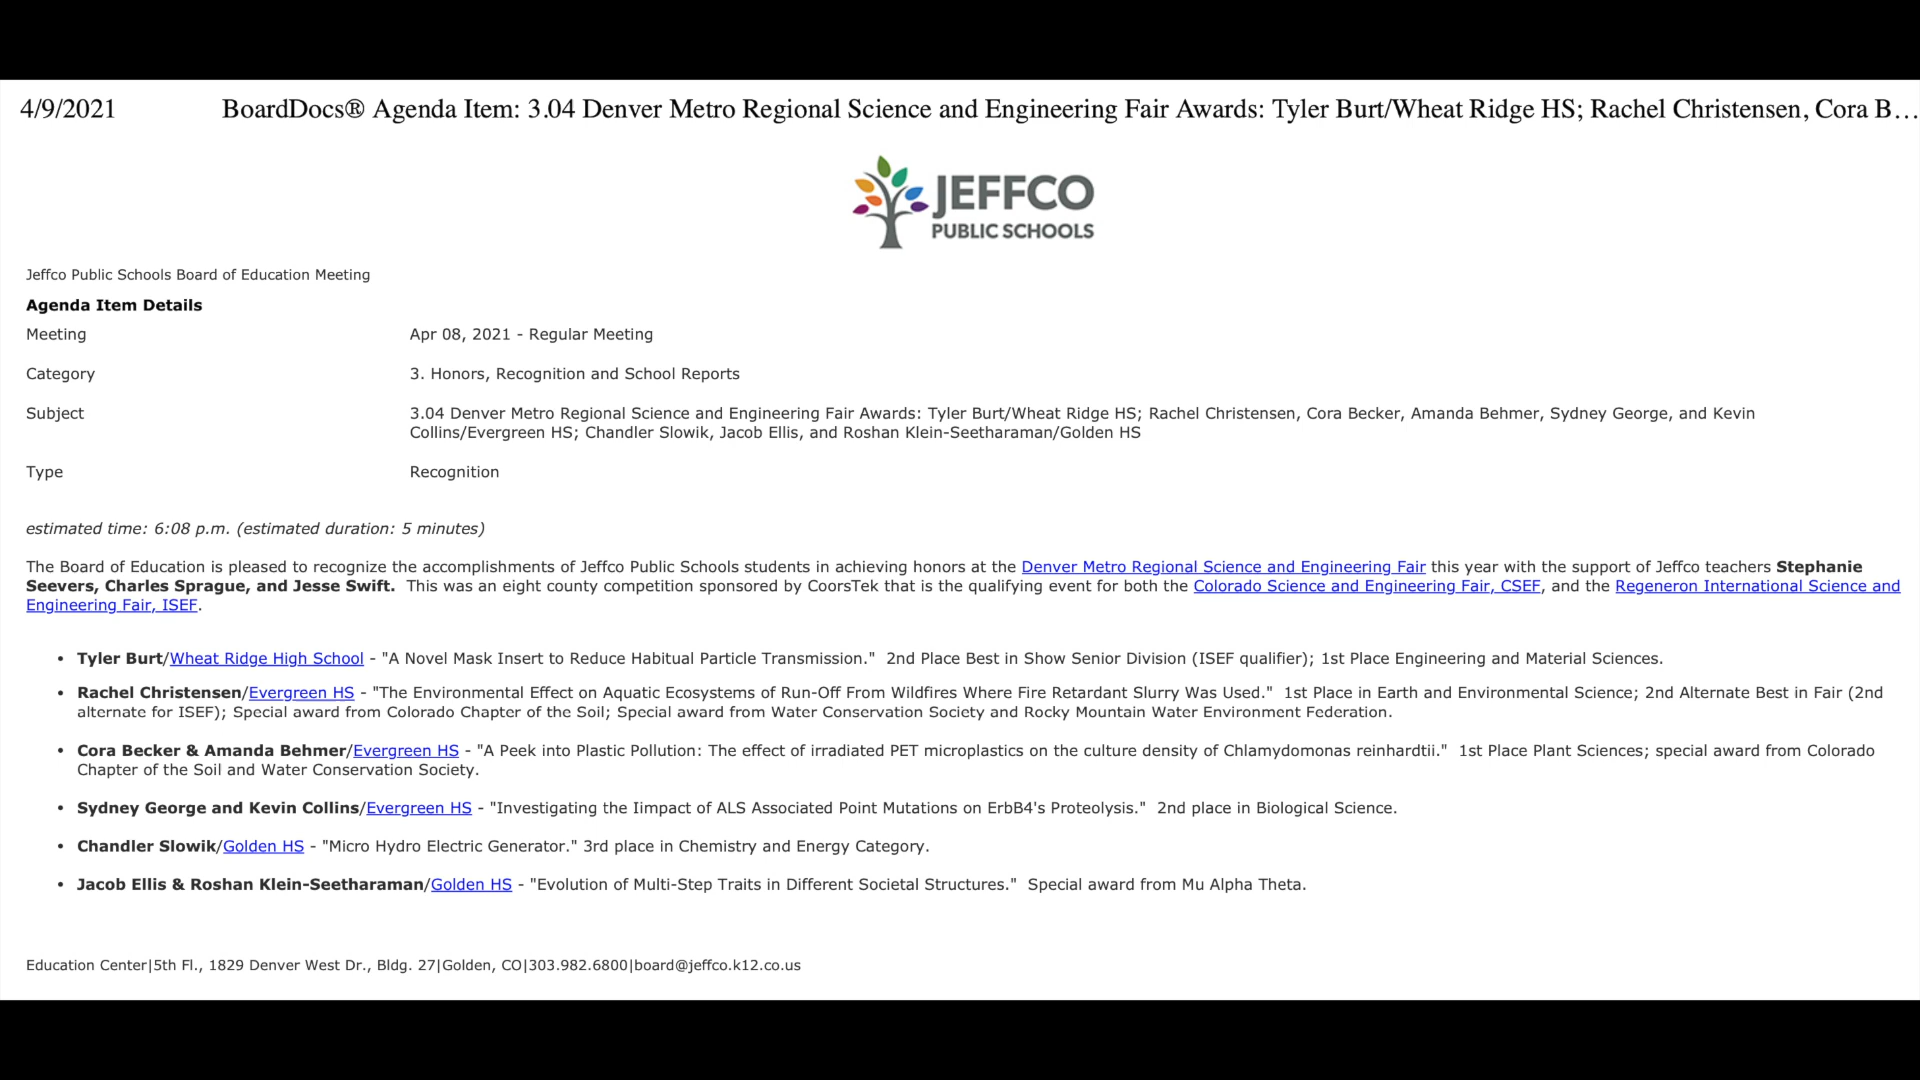 4/9/2021 BoardDocs® Agenda Item: 3.04 Denver Metro Regional Science and Engineering Fair Awards: Tyler Burt/Wheat Ridge HS; Rachel Christensen, Cora B…
JEFFCO
PUBLIC SCHOOLS
Jeffco Public Schools Board of Education Meeting
Agenda Item Details
Meeting Apr 08, 2021 - Regular Meeting
Category 3. Honors, Recognition and School Reports
Subject 3.04 Denver Metro Regional Science and Engineering Fair Awards: Tyler Burt/Wheat Ridge HS; Rachel Christensen, Cora Becker, Amanda Behmer, Sydney George, and Kevin
Collins/Evergreen HS; Chandler Slowik, Jacob Ellis, and Roshan Klein-Seetharaman/Golden HS
Type Recognition
estimated time: 6:08 p.m. (estimated duration: 5 minutes)
The Board of Education is pleased to recognize the accomplishments of Jeffco Public Schools students in achieving honors at the Denver Metro Regional Science and Engineering Fair this year with the support of Jeffco teachers Stephanie
Seevers, Charles Sprague, and Jesse Swift. This was an eight county competition sponsored by CoorsTek that is the qualifying event for both the Colorado Science and Engineering Fair, CSEF, and the Regeneron International Science and
Engineering Fair, ISEF.
• Tyler Burt/Wheat Ridge High School - "A Novel Mask Insert to Reduce Habitual Particle Transmission." 2nd Place Best in Show Senior Division (ISEF qualifier); 1st Place Engineering and Material Sciences.
• Rachel Christensen/Evergreen HS - "The Environmental Effect on Aquatic Ecosystems of Run-Off From Wildfires Where Fire Retardant Slurry Was Used." 1st Place in Earth and Environmental Science; 2nd Alternate Best in Fair (2nd
alternate for ISEF); Special award from Colorado Chapter of the Soil; Special award from Water Conservation Society and Rocky Mountain Water Environment Federation.
• Cora Becker & Amanda Behmer/Evergreen HS - "A Peek into Plastic Pollution: The effect of irradiated PET microplastics on the culture density of Chlamydomonas reinhardtii." 1st Place Plant Sciences; special award from Colorado
Chapter of the Soil and Water Conservation Society.
• Sydney George and Kevin Collins/Evergreen HS - "Investigating the Iimpact of ALS Associated Point Mutations on ErbB4's Proteolysis." 2nd place in Biological Science.
• Chandler Slowik/Golden HS - "Micro Hydro Electric Generator." 3rd place in Chemistry and Energy Category.
• Jacob Ellis & Roshan Klein-Seetharaman/Golden HS - "Evolution of Multi-Step Traits in Different Societal Structures." Special award from Mu Alpha Theta.
Education Center|5th Fl., 1829 Denver West Dr., Bldg. 27|Golden, CO|303.982.6800|board@jeffco.k12.co.us